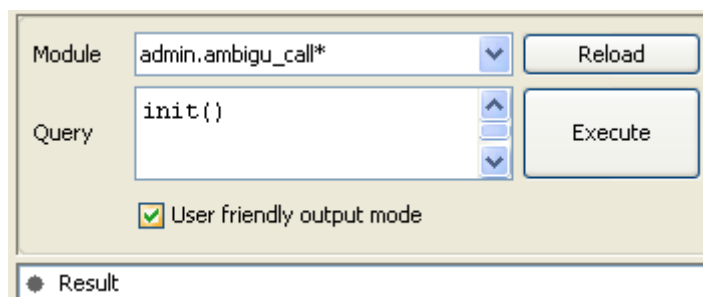 Module admin.ambigu_call* Reload
init()
Query Execute
User friendly output mode
Result